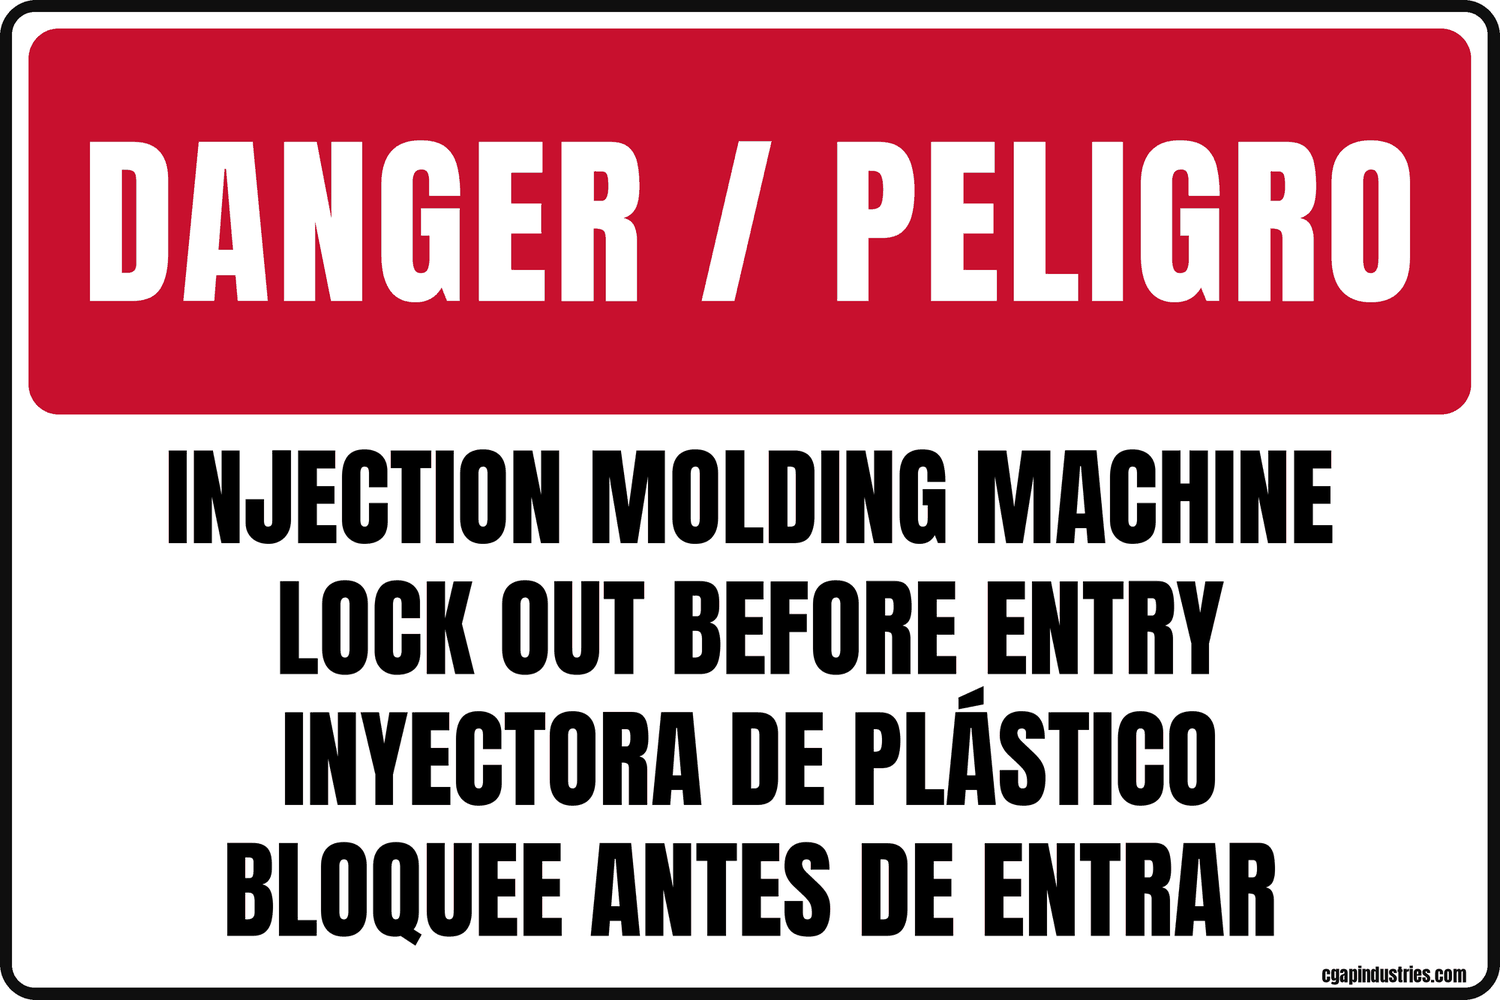 DANGER / PELIGRO
INJECTION MOLDING MACHINE
LOCK OUT BEFORE ENTRY
INYECTORA DE PLÁSTICO
BLOQUEE ANTES DE ENTRAR
cgapindustries.com